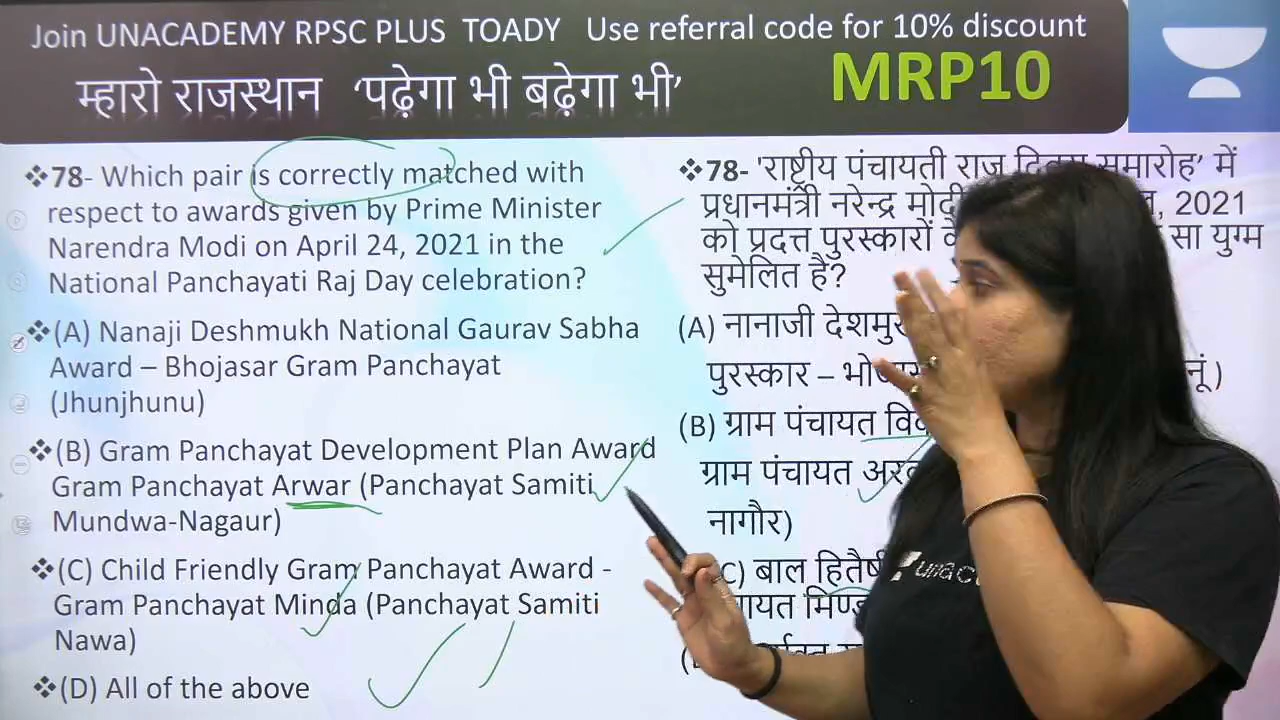 Join UNACADEMY RPSC PLUS TOADY Use referral code for 10% discount
म्हारो राजस्थान 'पढ़ेगा भी बढ़ेगा भी'
MRP10
❖78- Which pair is correctly matched with
respect to awards given by Prime Minister
Narendra Modi on April 24, 2021 in the
National Panchayati Raj Day celebration?
❖(A) Nanaji Deshmukh National Gaurav Sabha
Award – Bhojasar Gram Panchayat
(Jhunjhunu)
❖(B) Gram Panchayat Development Plan Award
Gram Panchayat Arwar (Panchayat Samiti
Mundwa-Nagaur)
❖(C) Child Friendly Gram Panchayat Award -
Gram Panchayat Minda (Panchayat Samiti
Nawa)
❖(D) All of the above
❖78- 'राष्ट्रीय पंचायती राज दिवस समारोह' में
प्रधानमंत्री नरेन्द्र मोदी 2021
को प्रदत्त पुरस्कारों सा युग्म
सुमेलित है?
(A) नानाजी
पुरस्कार –
(B) ग्राम पंचायत
ग्राम पंचायत
नागौर)
C) बाल हितैषी